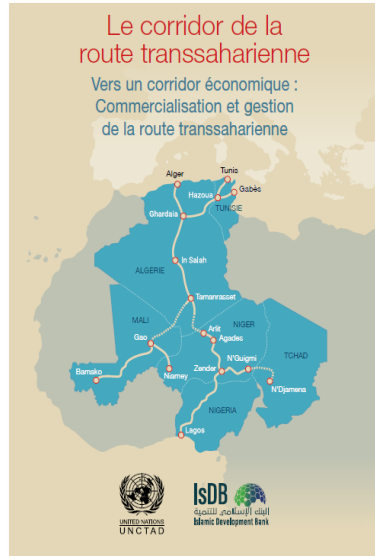 Le corridor de la
route transsaharienne
Vers un corridor économique :
Commercialisation et gestion
de la route transsaharienne
Alger
Tunis
Hazoua
Gabès
TUNISIE
Ghardaia
In Salah
ALGERIE
Tamanrasset
MALI
Arlit
NIGER
Gao
Agades
TCHAD
N'Guigmi
Bamako
Niamey
Zender
N'Djamena
NIGERIA
Lagos
UNITED NATIONS
UNCTAD
IsDB
البنك الإسلامي للتنمية
Islamic Development Bank